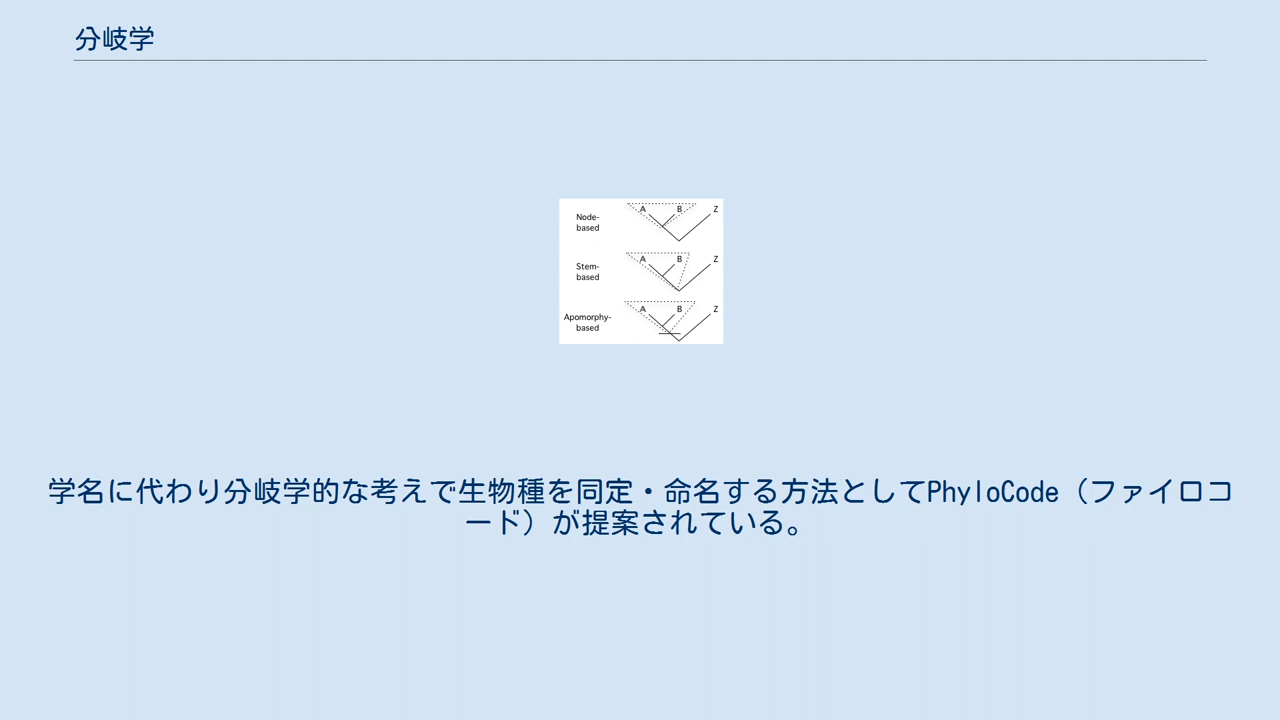 分岐学
Node-
based
A B Z
Stem-
based
A B Z
Apomorphy-
based
A B Z
学名に代わり分岐学的な考えで生物種を同定・命名する方法としてPhyloCode（ファイロコ
ード）が提案されている。